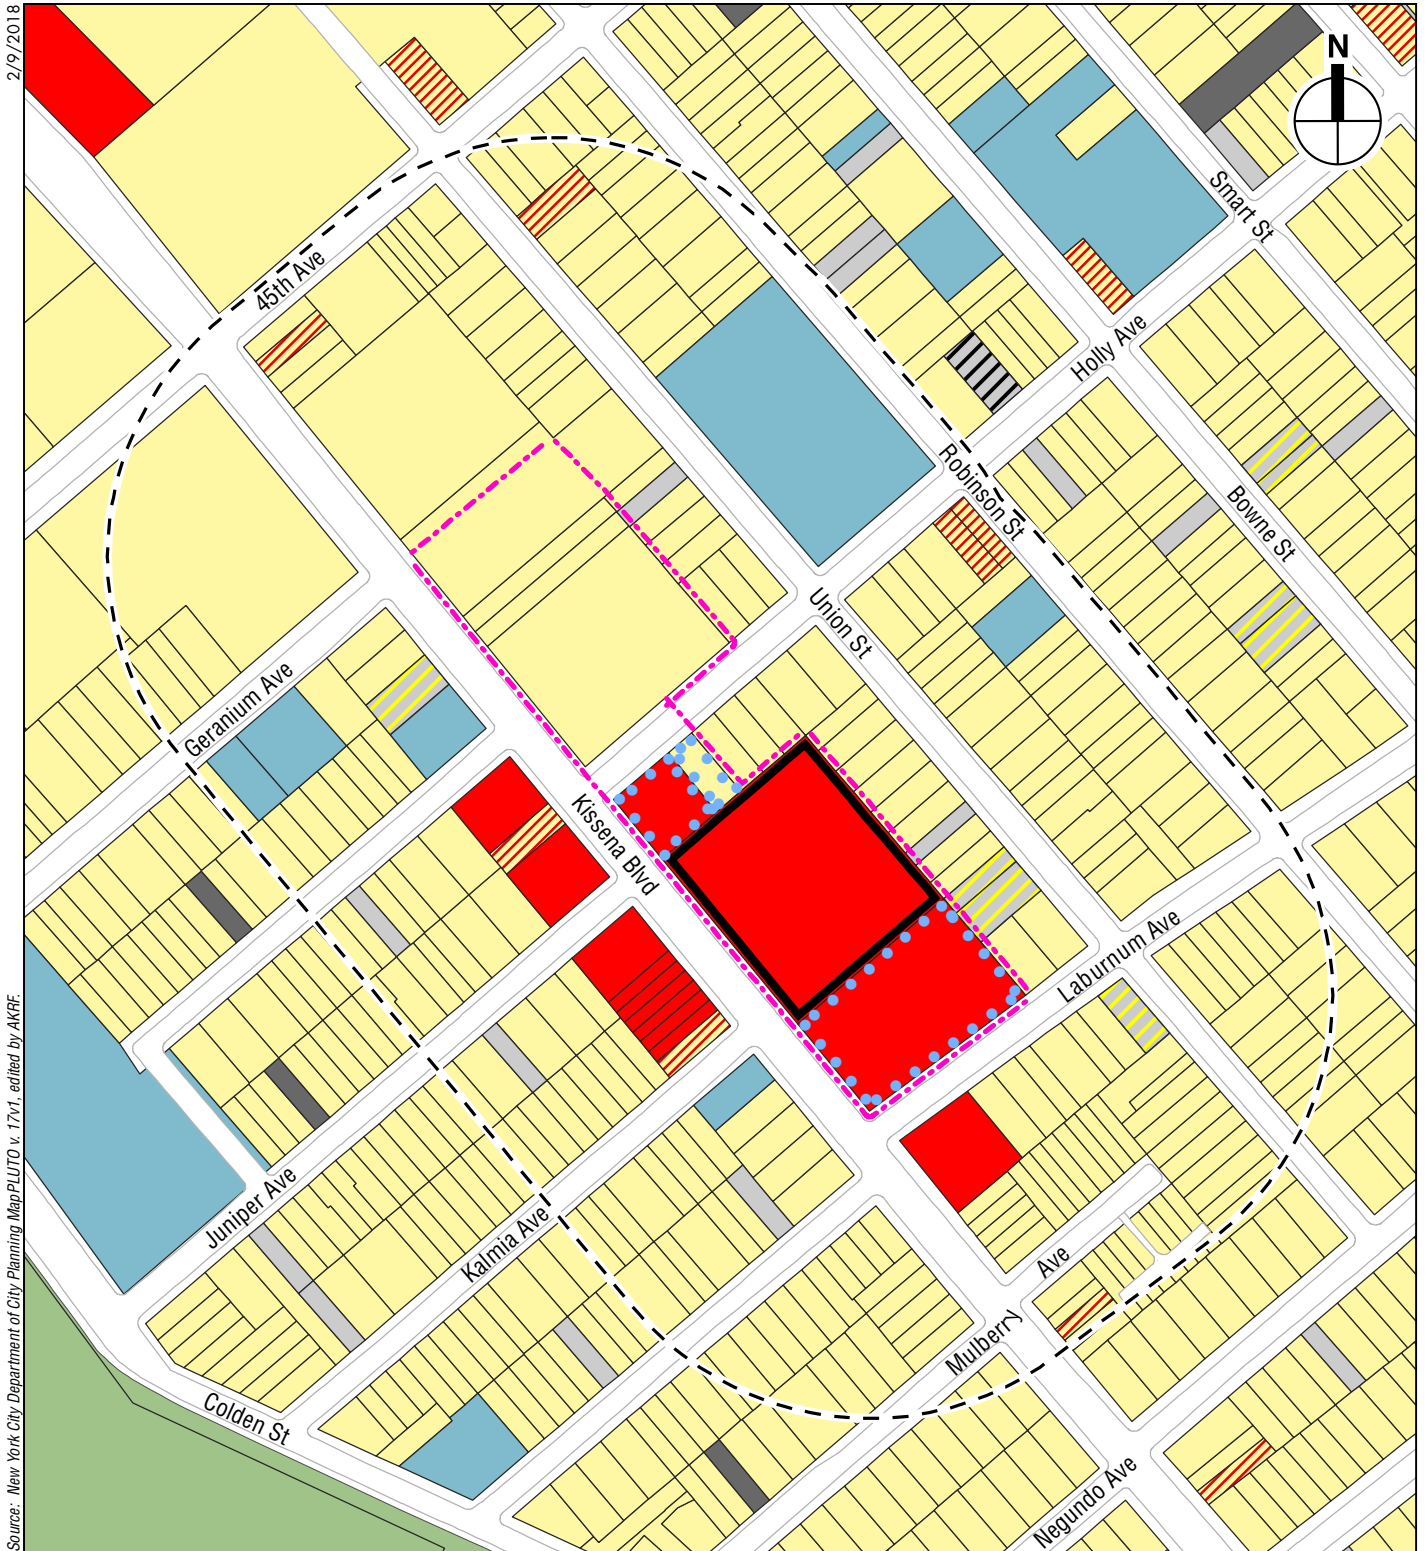 2/9/2018
N
Smart St
45th Ave
Holly Ave
Robinson St
Bowne St
Union St
Geranium Ave
Kissena Blvd
Laburnum Ave
Juniper Ave
Kalmia Ave
Ave
Mulberry
Colden St
Negundo Ave
Source: New York City Department of City Planning MapPLUTO v. 17v1, edited by AKRF.